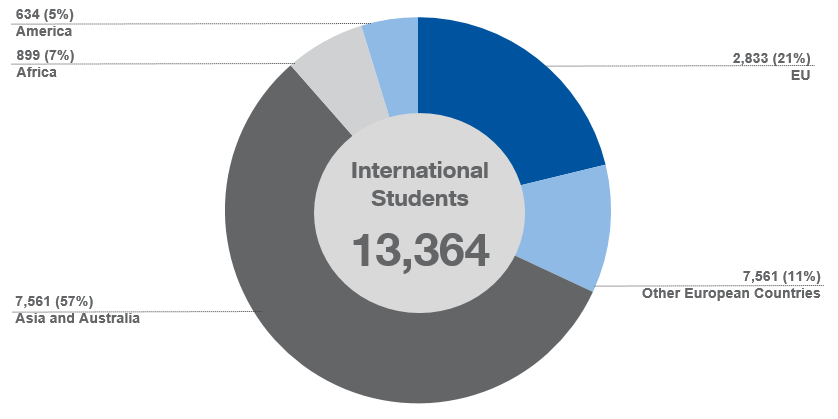 634 (5%)
America
899 (7%)
Africa
2,833 (21%)
EU
International
Students
13,364
7,561 (11%)
Other European Countries
7,561 (57%)
Asia and Australia